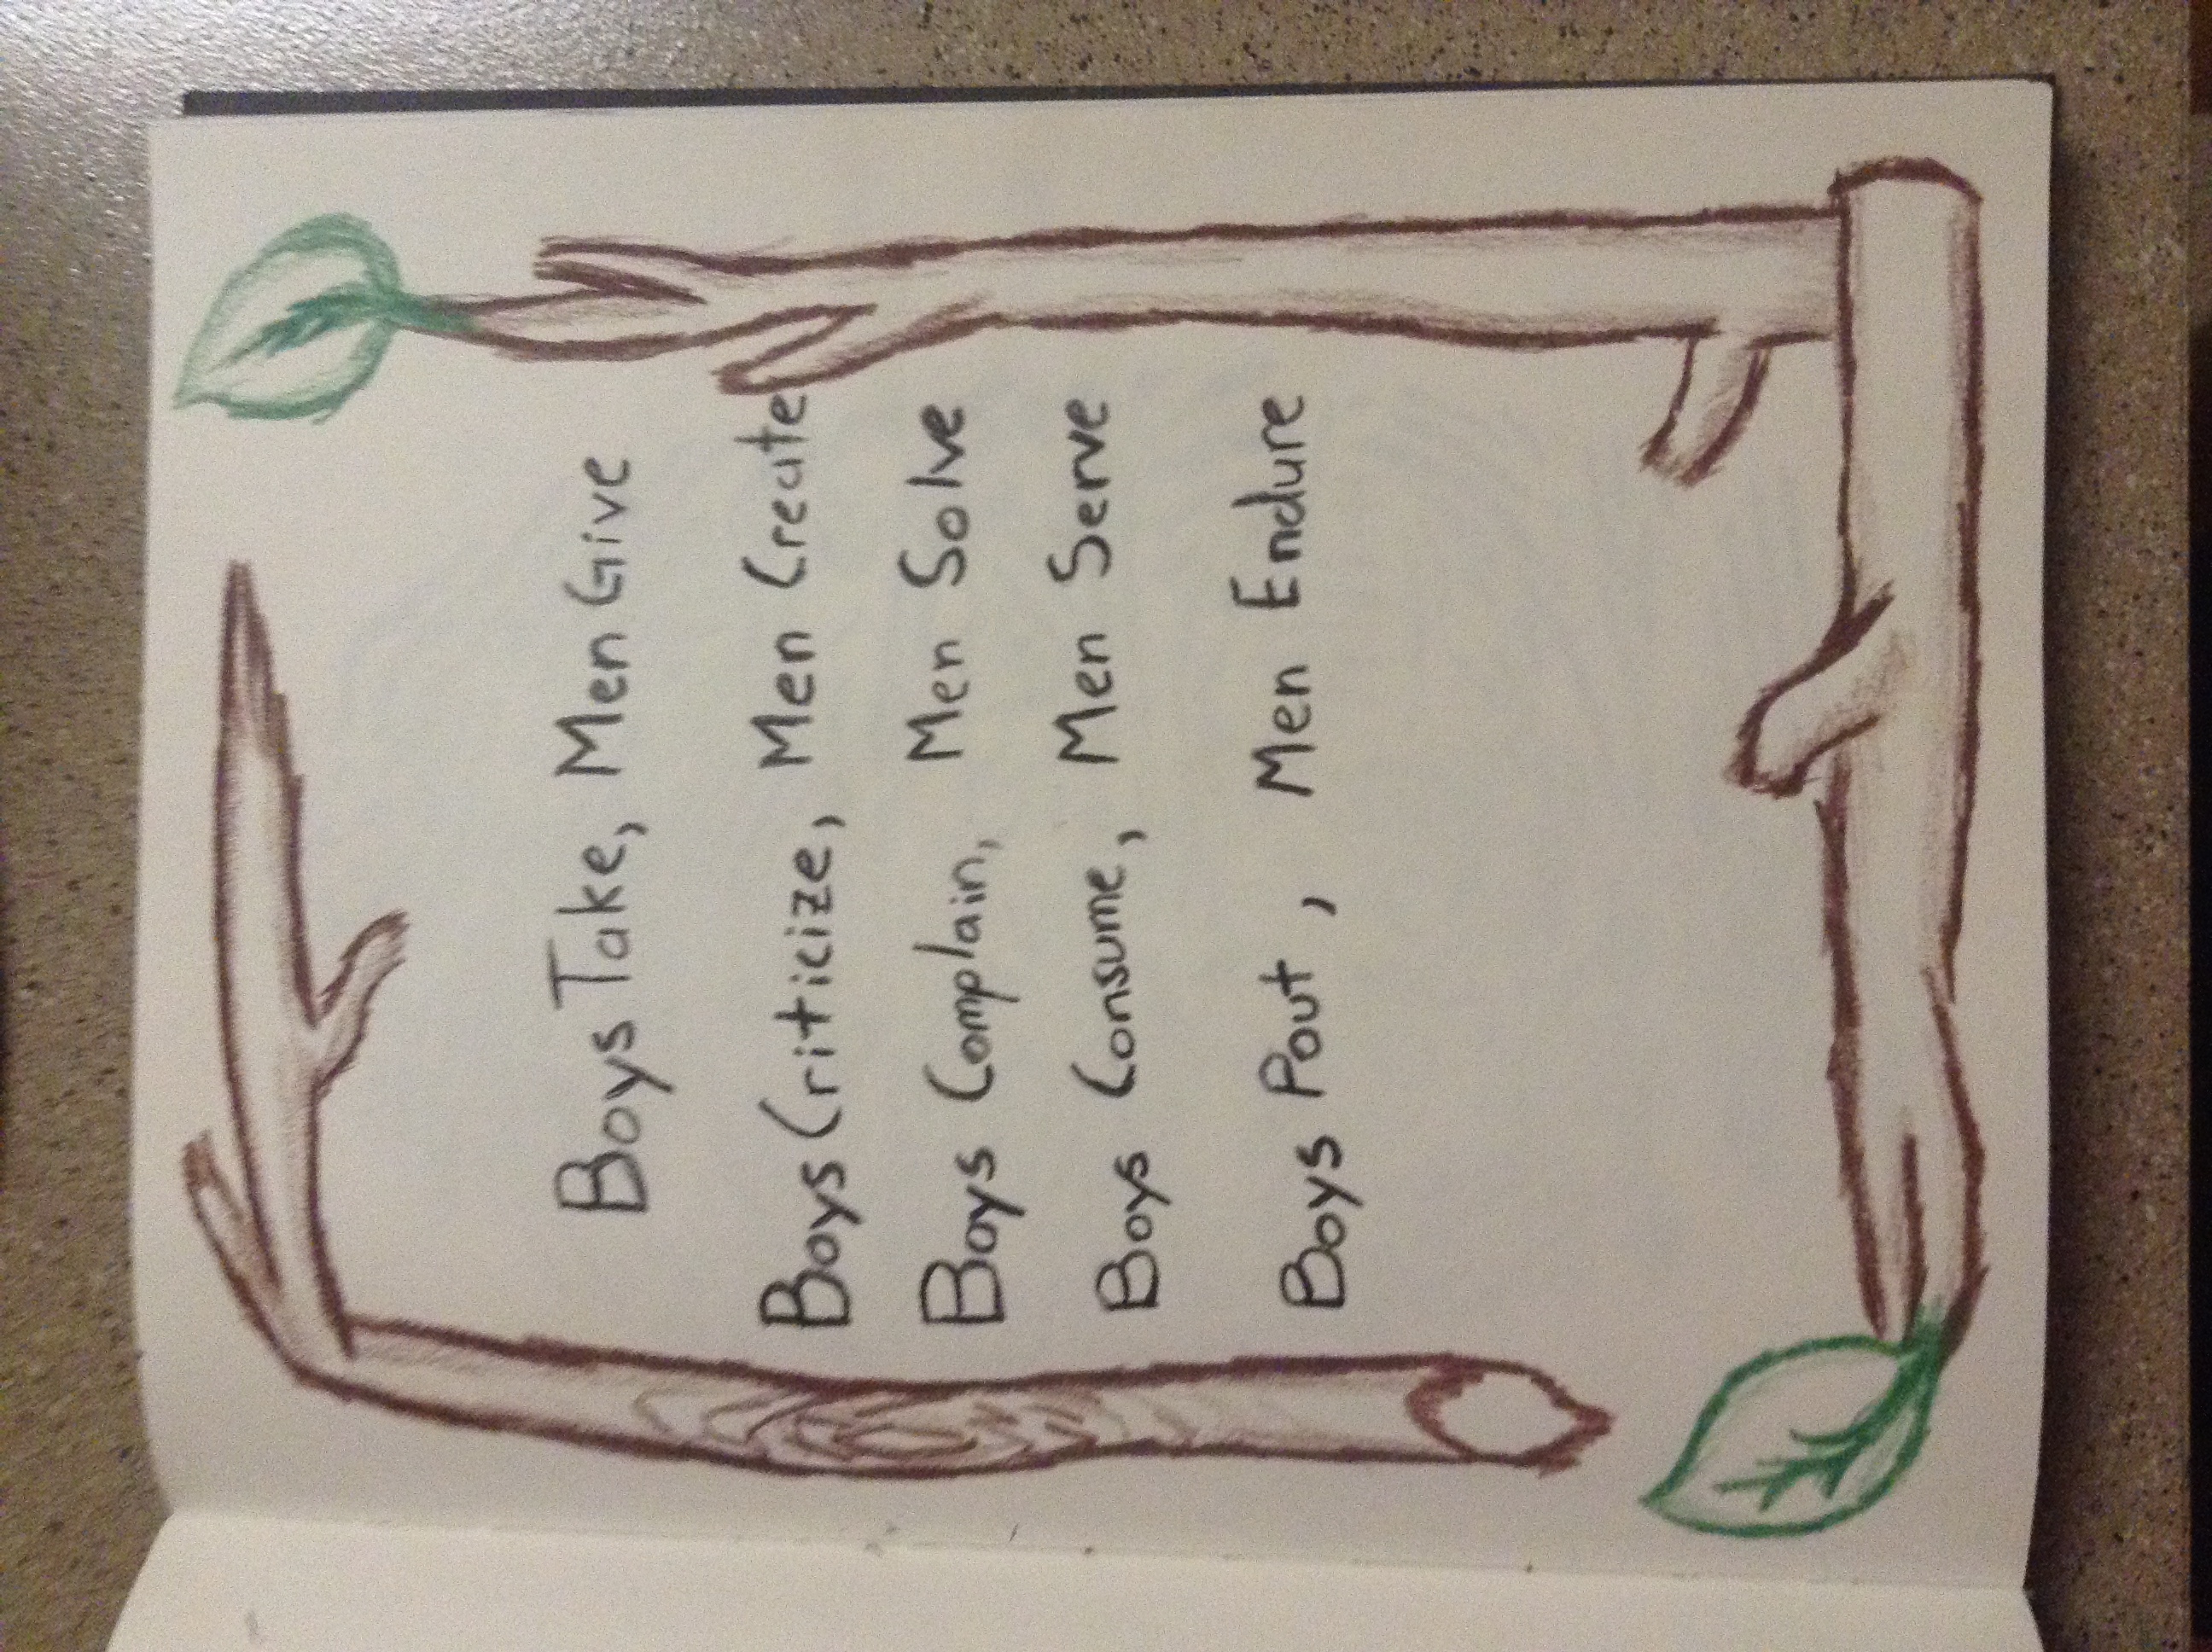 Boys Take, Men Give
Boys Criticize, Men Create
Boys Complain, Men Solve
Boys Consume, Men Serve
Boys Pout, Men Endure